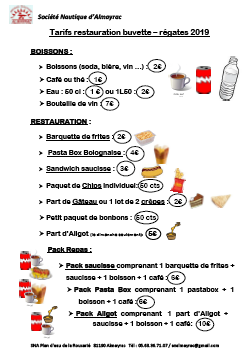 Société Nautique d'Almayrac
Tarifs restauration buvette – régates 2019
BOISSONS :
➤ Boissons (soda, bière, vin …) : 2€
➤ Café ou thé : 1€
➤ Eau : 50 cl : 1€ ou 1L50 : 2€
➤ Bouteille de vin : 7€
RESTAURATION :
➤ Barquette de frites : 2€
➤ Pasta Box Bolognaise : 4€
➤ Sandwich saucisse : 3€
➤ Paquet de Chips individuel: 50 cts
➤ Part de Gâteau ou 1 lot de 2 crêpes : 2€
➤ Petit paquet de bonbons : 50 cts
➤ Part d'Aligot (le dimanche seulement) 5€
Pack Repas :
➤ Pack saucisse comprenant 1 barquette de frites +
saucisse + 1 boisson + 1 café : 5€
➤ Pack Pasta Box comprenant 1 pastabox + 1
boisson + 1 café : 6€
➤ Pack Aligot comprenant 1 part d'Aligot +
saucisse + 1 boisson + 1 café: 10€